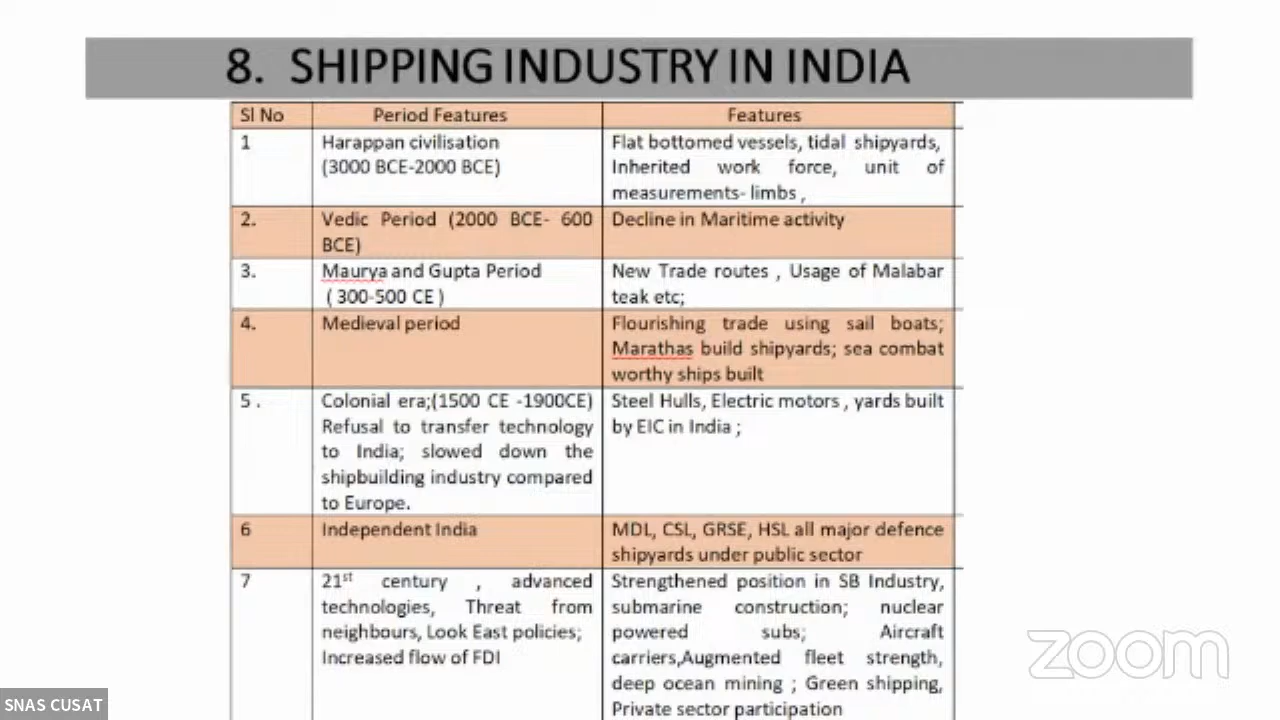 8. SHIPPING INDUSTRY IN INDIA
Sl No Period Features Features
1 Harappan civilisation Flat bottomed vessels, tidal shipyards,
(3000 BCE-2000 BCE) Inherited work force, unit of
measurements- limbs ,
2. Vedic Period (2000 BCE- 600 Decline in Maritime activity
BCE)
3. Maurya and Gupta Period New Trade routes , Usage of Malabar
( 300-500 CE ) teak etc;
4. Medieval period Flourishing trade using sail boats;
Marathas build shipyards; sea combat
worthy ships built
5 . Colonial era;(1500 CE -1900CE) Steel Hulls, Electric motors , yards built
Refusal to transfer technology by EIC in India ;
to India; slowed down the
shipbuilding industry compared
to Europe.
6 Independent India MDL, CSL, GRSE, HSL all major defence
shipyards under public sector
7 21st century , advanced Strengthened position in SB Industry,
technologies, Threat from submarine construction; nuclear
neighbours, Look East policies; powered subs; Aircraft
Increased flow of FDI carriers,Augmented fleet strength,
deep ocean mining ; Green shipping,
Private sector participation
zoom
SNAS CUSAT